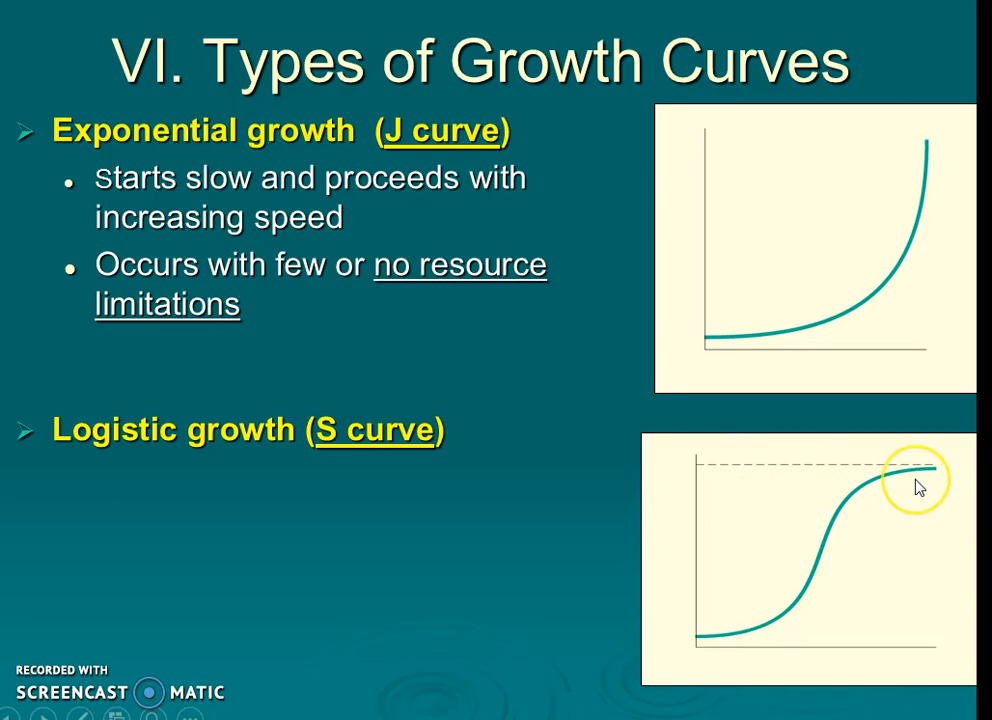 VI. Types of Growth Curves
Exponential growth (J curve)
Starts slow and proceeds with
increasing speed
Occurs with few or no resource
limitations
Logistic growth (S curve)
RECORDED WITH
SCREENCAST MATIC